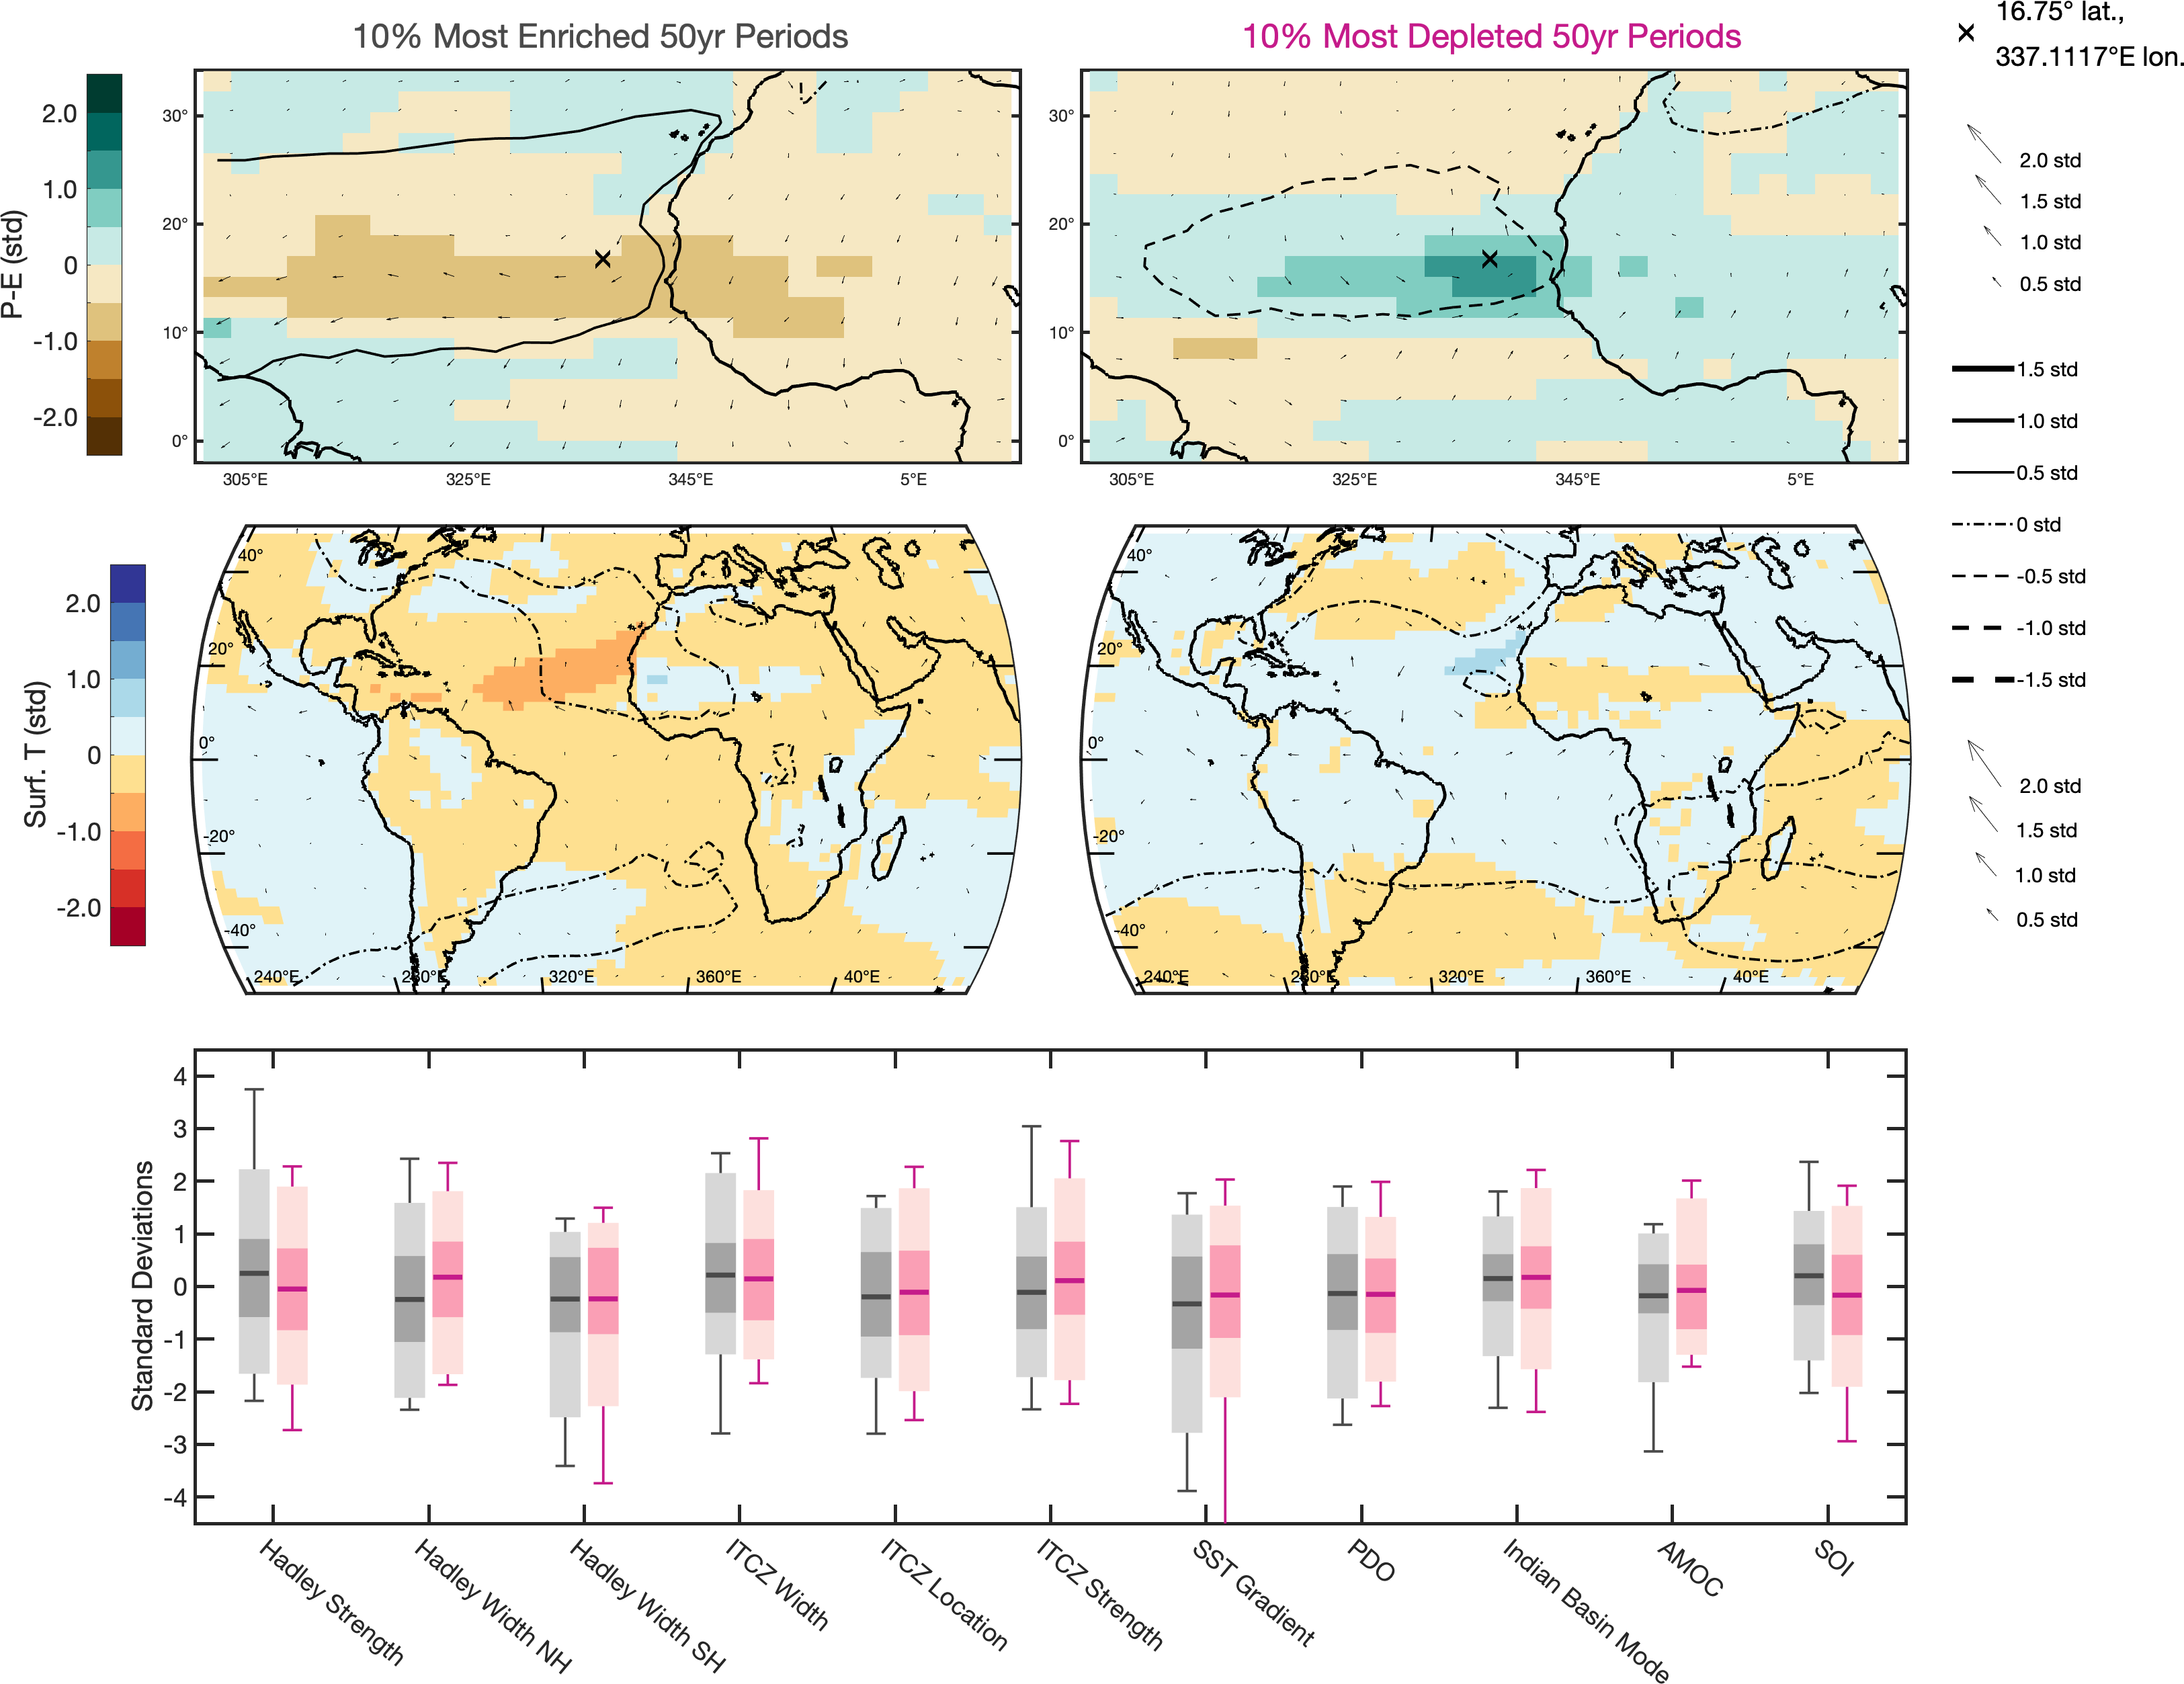 10% Most Enriched 50yr Periods
10% Most Depleted 50yr Periods
16.75° lat.,
337.1117°E lon.
P-E (std)
2.0
1.0
0
-1.0
-2.0
30°
20°
10°
0°
305°E
325°E
345°E
5°E
30°
20°
10°
0°
305°E
325°E
345°E
5°E
2.0 std
1.5 std
1.0 std
0.5 std
1.5 std
1.0 std
0.5 std
0 std
-0.5 std
-1.0 std
-1.5 std
2.0 std
1.5 std
1.0 std
0.5 std
Surf. T (std)
2.0
1.0
0
-1.0
-2.0
40°
20°
0°
-20°
-40°
240°E
280°E
320°E
360°E
40°E
40°
20°
0°
-20°
-40°
240°E
280°E
320°E
360°E
40°E
Standard Deviations
4
3
2
1
0
-1
-2
-3
-4
Hadley Strength
Hadley Width NH
Hadley Width SH
ITCZ Width
ITCZ Location
ITCZ Strength
SST Gradient
PDO
Indian Basin Mode
AMOC
SOI